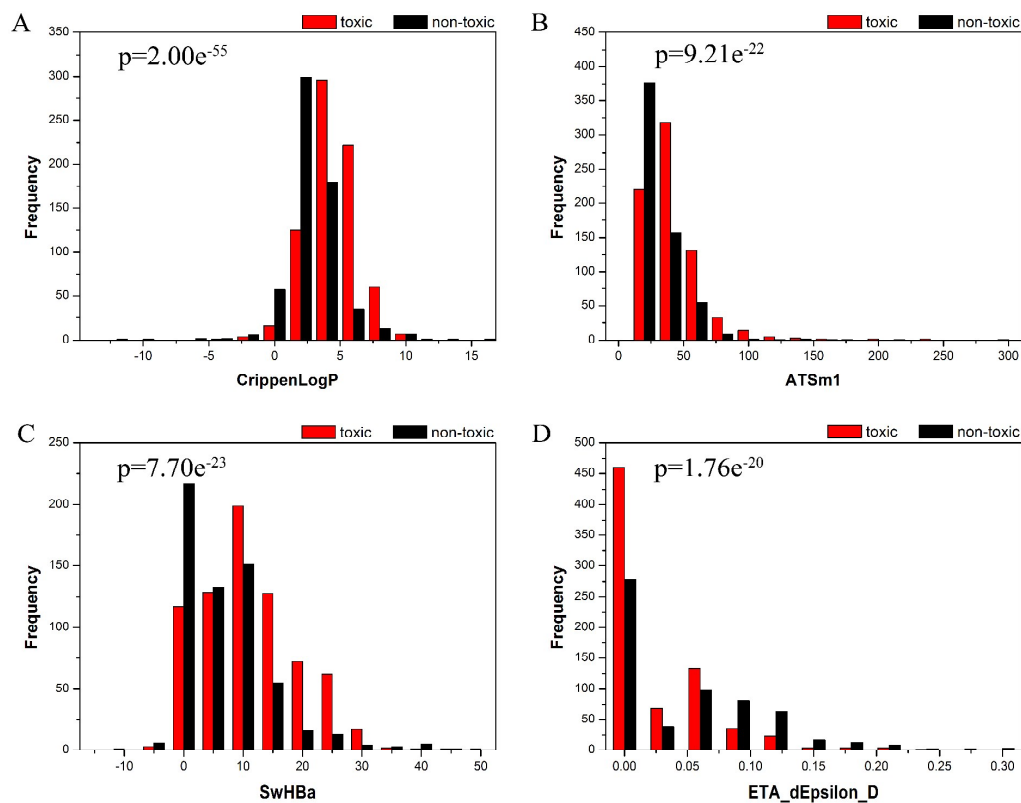 A
toxic non-toxic
p=2.00e-55
Frequency
350
300
250
200
150
100
50
0
-10 -5 0 5 10 15
CrippenLogP
B
toxic non-toxic
p=9.21e-22
Frequency
450
400
350
300
250
200
150
100
50
0
0 50 100 150 200 250 300
ATSm1
C
toxic non-toxic
p=7.70e-23
Frequency
250
200
150
100
50
0
-10 0 10 20 30 40 50
SwHBa
D
toxic non-toxic
p=1.76e-20
Frequency
500
450
400
350
300
250
200
150
100
50
0
0.00 0.05 0.10 0.15 0.20 0.25 0.30
ETA_dEpsilon_D